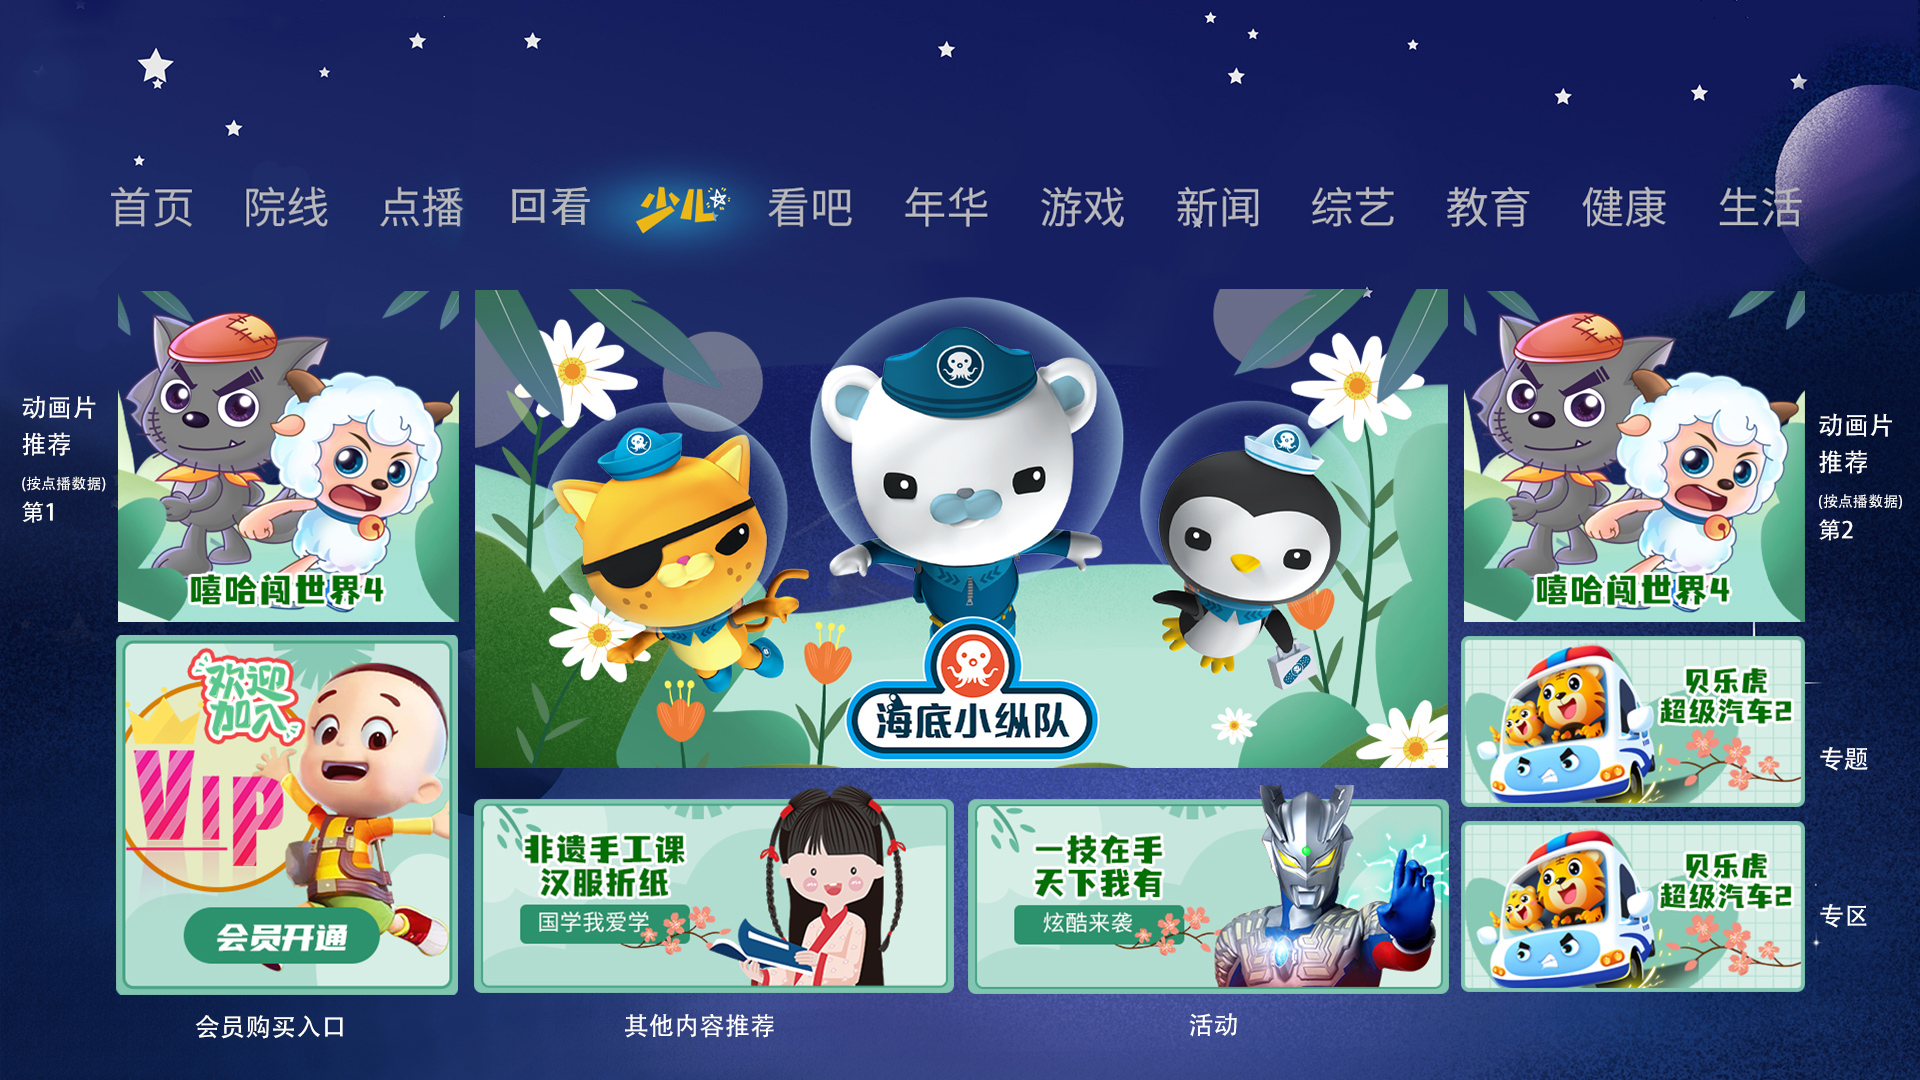 首页
院线
点播
回看
少儿
看吧
年华
游戏
新闻
综艺
教育
健康
生活
动画片
推荐
(按点播数据)
第1
嘻哈闯世界4
海底小纵队
嘻哈闯世界4
动画片
推荐
(按点播数据)
第2
欢迎
加入
VIP
会员开通
会员购买入口
非遗手工课
汉服折纸
国学我爱学
其他内容推荐
一技在手
天下我有
炫酷来袭
活动
贝乐虎
超级汽车2
专题
贝乐虎
超级汽车2
专区